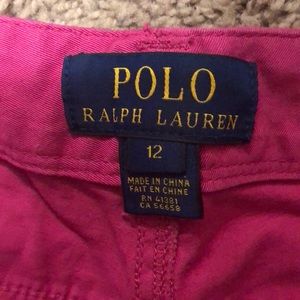 POLO
RALPH LAUREN
12
MADE IN CHINA
FAIT EN CHINE
RN 41381
CA 56658